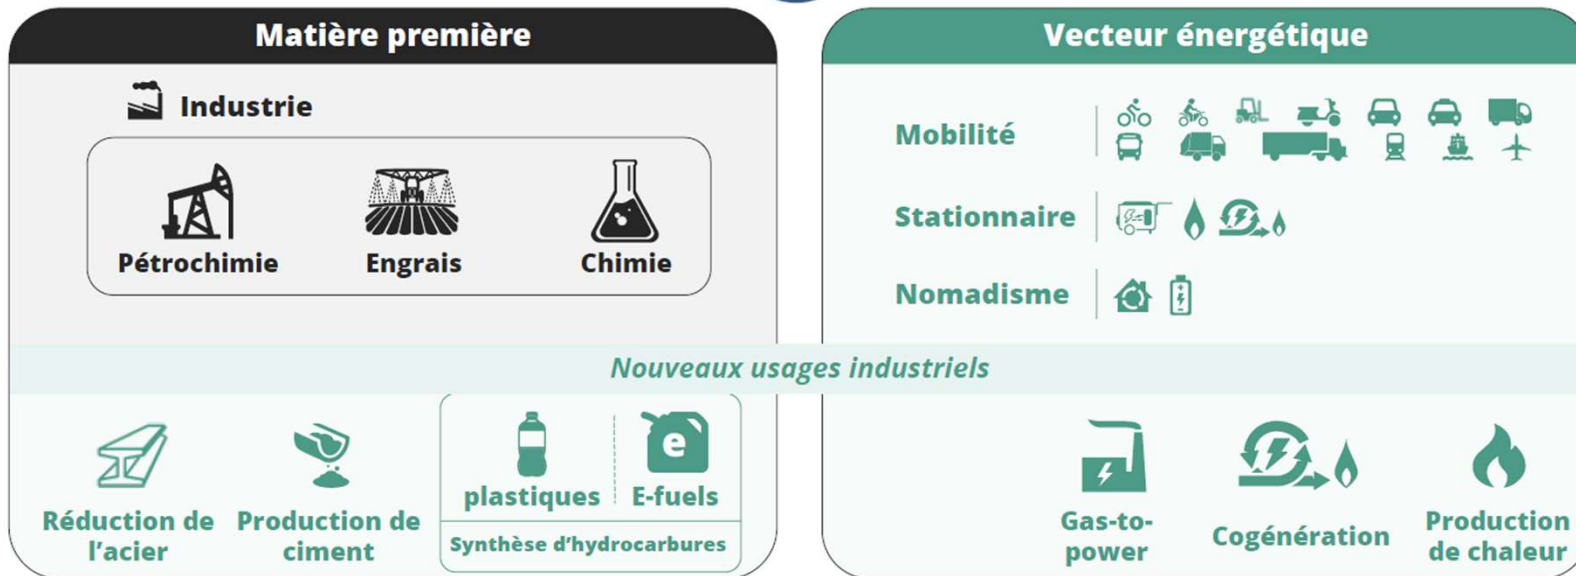 Matière première
Industrie
Pétrochimie
Engrais
Chimie
Vecteur énergétique
Mobilité
Stationnaire
Nomadisme
Nouveaux usages industriels
Réduction de
l'acier
Production de
ciment
plastiques
e
E-fuels
Synthèse d'hydrocarbures
Gas-to-
power
Cogénération
Production
de chaleur